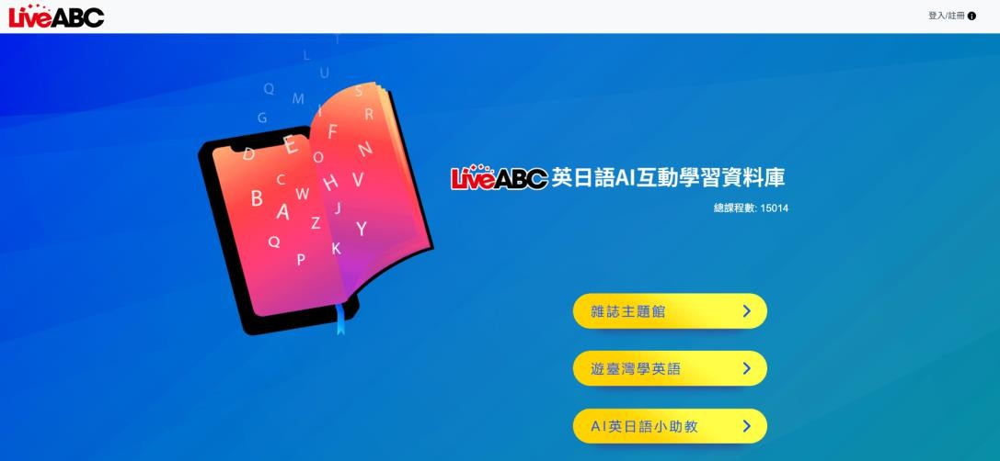 LiveABC
登入/註冊 i
T
L
U
Q
M
S
G
I
R
D
E
F
O
N
C
H
V
B
W
A
J
Z
Y
Q
K
P
LiveABC 英日語AI互動學習資料庫
總課程數: 15014
雜誌主題館
遊臺灣學英語
AI英日語小助教